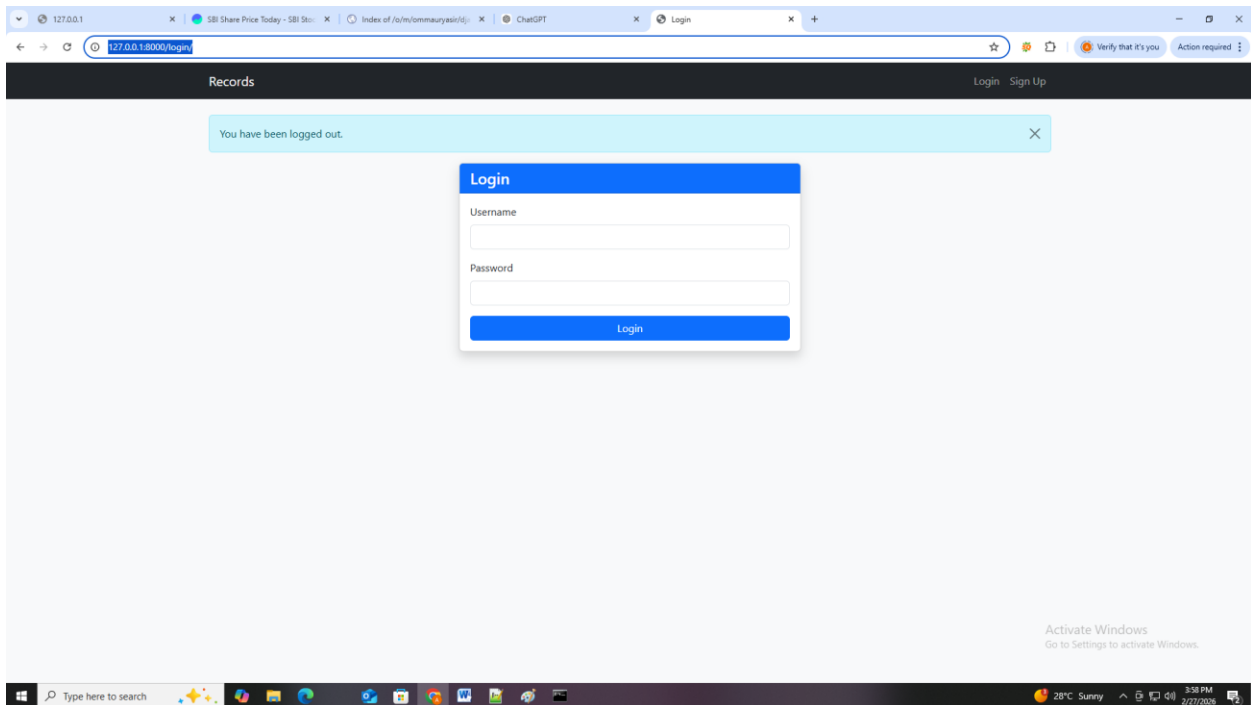 127.0.0.1
SBI Share Price Today - SBI Stoc
Index of /o/m/ommauryasir/dja
ChatGPT
Login
127.0.0.1:8000/login/
Verify that it's you
Action required
Records
Login Sign Up
You have been logged out.
Login
Username
Password
Login
Activate Windows
Go to Settings to activate Windows.
Type here to search
28°C Sunny
3:58 PM
2/27/2026